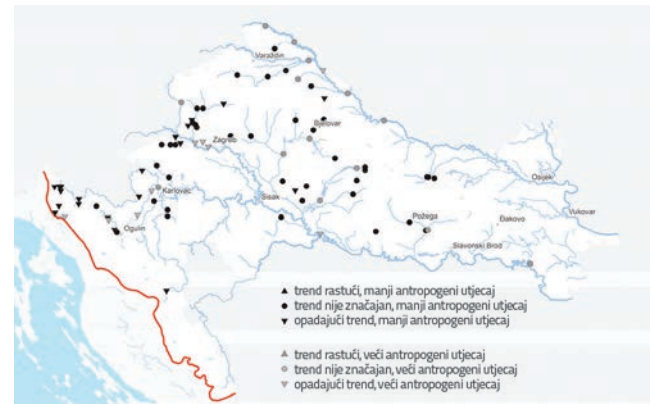 Varaždin
Bjelovar
Zagreb
Karlovac
Sisak
Osijek
Vukovar
Ogulin
Požega
Đakovo
Slavonski Brod
▲ trend rastući, manji antropogeni utjecaj
● trend nije značajan, manji antropogeni utjecaj
▼ opadajući trend, manji antropogeni utjecaj
▲ trend rastući, veći antropogeni utjecaj
● trend nije značajan, veći antropogeni utjecaj
▼ opadajući trend, veći antropogeni utjecaj